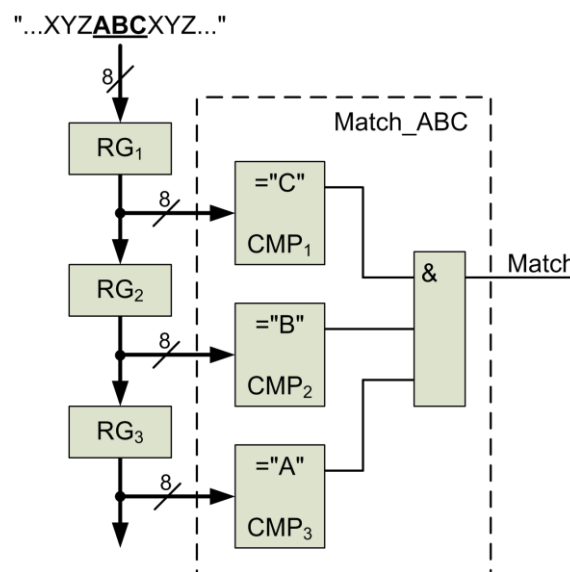 "...XYZABCXYZ..."
8
RG₁
Match_ABC
8
="C"
CMP₁
RG₂
&
Match
8
="B"
CMP₂
RG₃
8
="A"
CMP₃